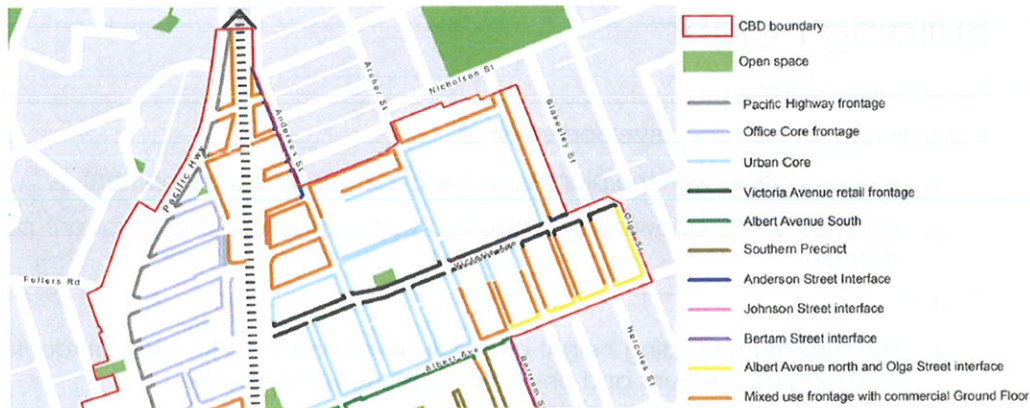 CBD boundary
Open space
Pacific Highway frontage
Office Core frontage
Urban Core
Victoria Avenue retail frontage
Albert Avenue South
Southern Precinct
Anderson Street Interface
Johnson Street interface
Bertam Street interface
Albert Avenue north and Olga Street interface
Mixed use frontage with commercial Ground Floor
Archer St
Nicholson St
Anderson St
Blakesley St
Pacific Hwy
Victoria Ave
Olga St
Fullers Rd
Albert Ave
Bertram S
Hercules St